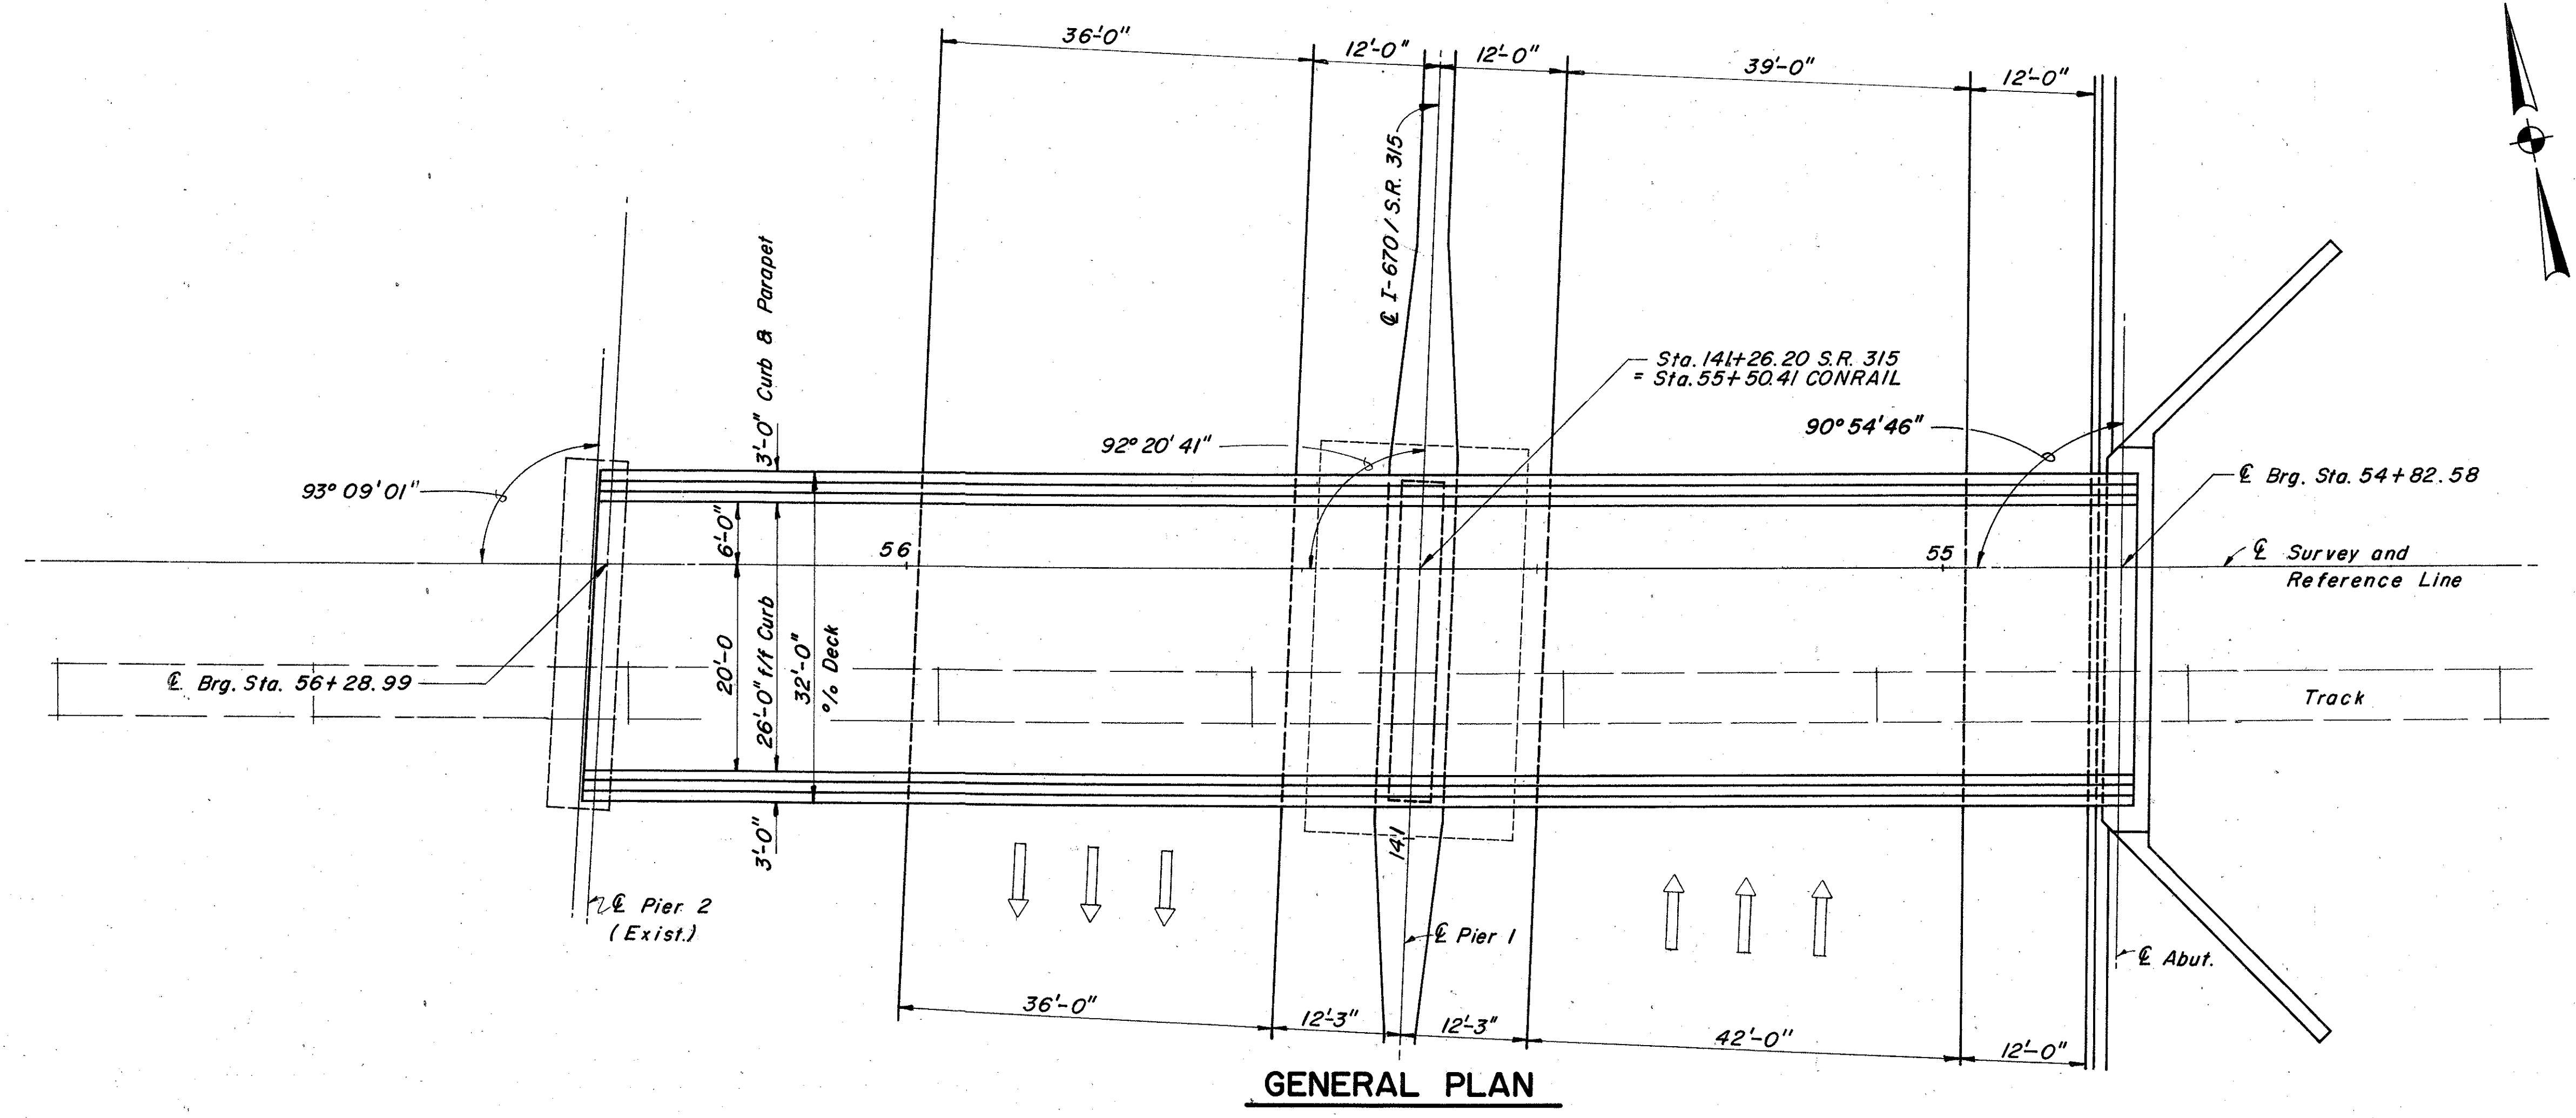 36'-0"
12'-0"
12'-0"
39'-0"
12'-0"
℄ I-670 / S.R. 315
3'-0" Curb & Parapet
Sta. 141+26.20 S.R. 315
= Sta. 55+50.41 CONRAIL
92° 20' 41"
90° 54' 46"
93° 09' 01"
℄ Brg. Sta. 54+82.58
6'-0"
56
55
℄ Survey and
Reference Line
20'-0
26'-0" f/f Curb
32'-0"
o/o Deck
℄ Brg. Sta. 56+28.99
Track
3'-0"
141
℄ Pier 2
(Exist.)
℄ Pier 1
℄ Abut.
36'-0"
12'-3"
12'-3"
42'-0"
12'-0"
GENERAL PLAN